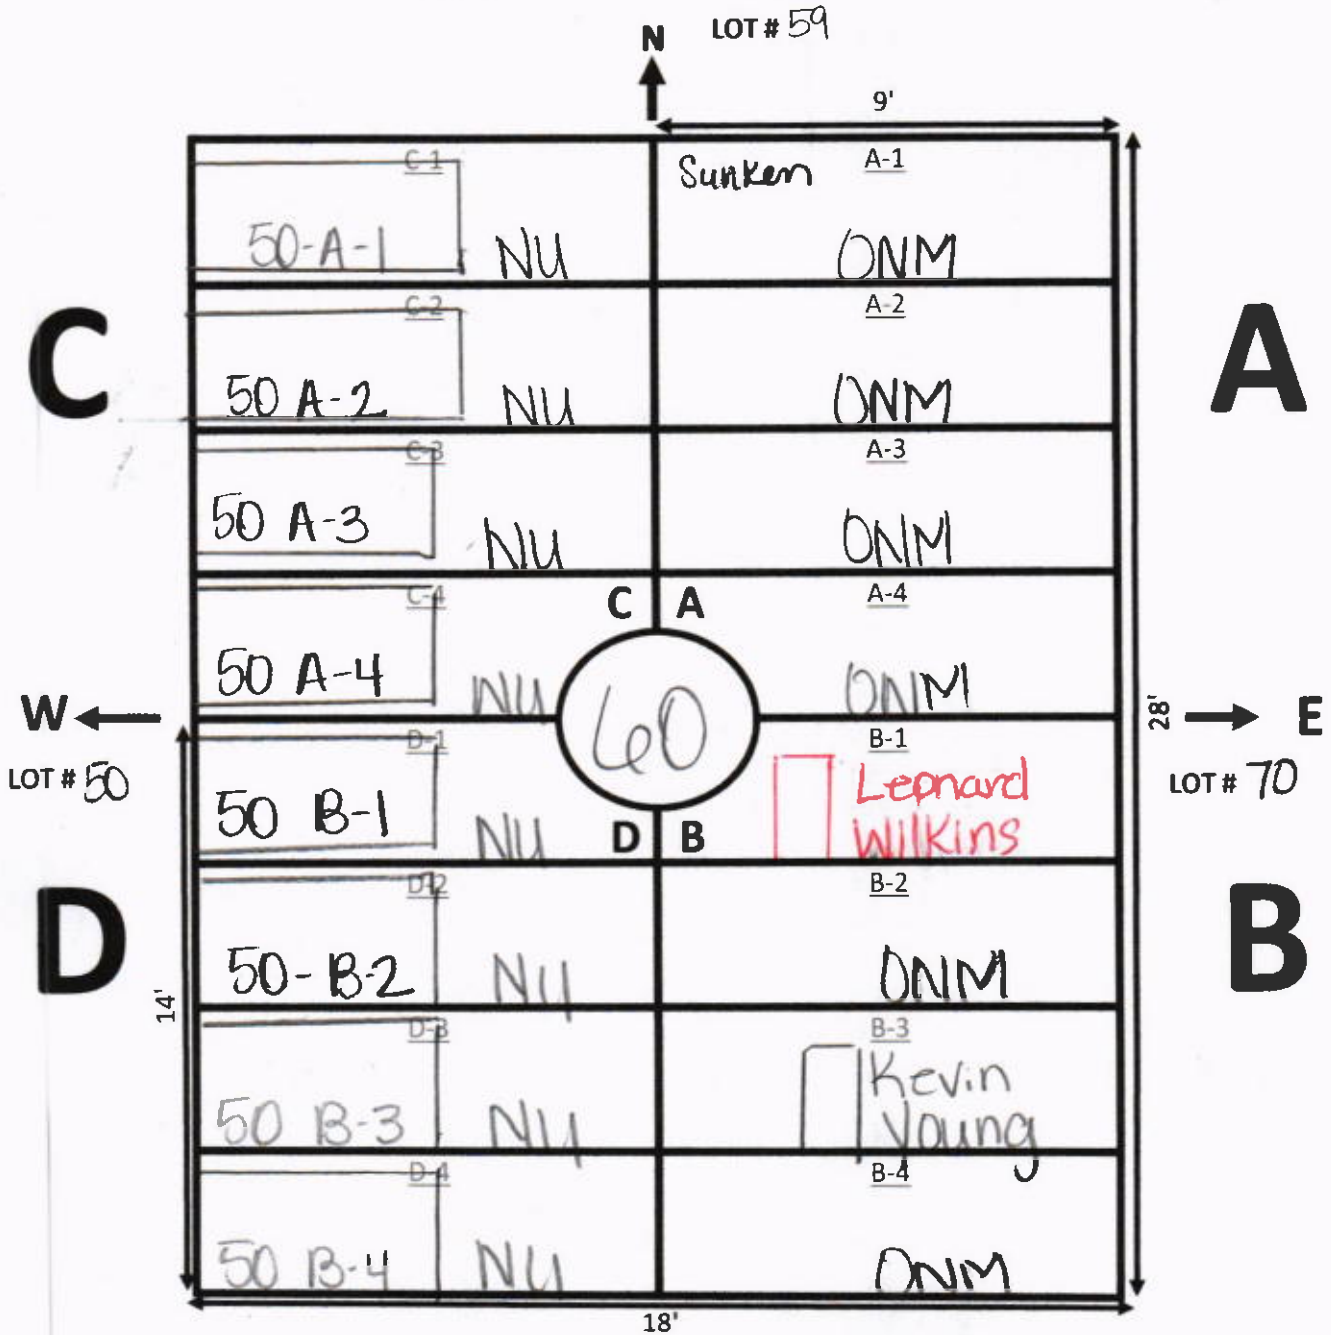 N LOT # 59
9'
C-1 Sunken A-1
50-A-1 NU ONM
C A
C-2 A-2
50 A-2 NU ONM
C-3 A-3
50 A-3 NU ONM
C-4 C A A-4
50 A-4 NU ONM
W 60 28' E
LOT # 50 LOT # 70
D-1 B-1
50 B-1 NU Leonard
Wilkins
D B
D-2 B-2
D B
50-B-2 NU ONM
14'
D-3 B-3
50 B-3 NU Kevin
Young
D-4 B-4
50 B-4 NU ONM
18'